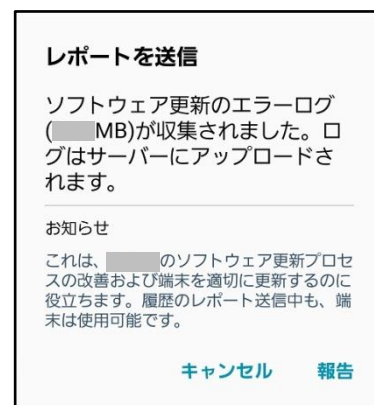 レポートを送信
ソフトウェア更新のエラーログ
(MB)が収集されました。ロ
グはサーバーにアップロードさ
れます。
お知らせ
これは、のソフトウェア更新プロセ
スの改善および端末を適切に更新するのに
役立ちます。履歴のレポート送信中も、端
末は使用可能です。
キャンセル 報告